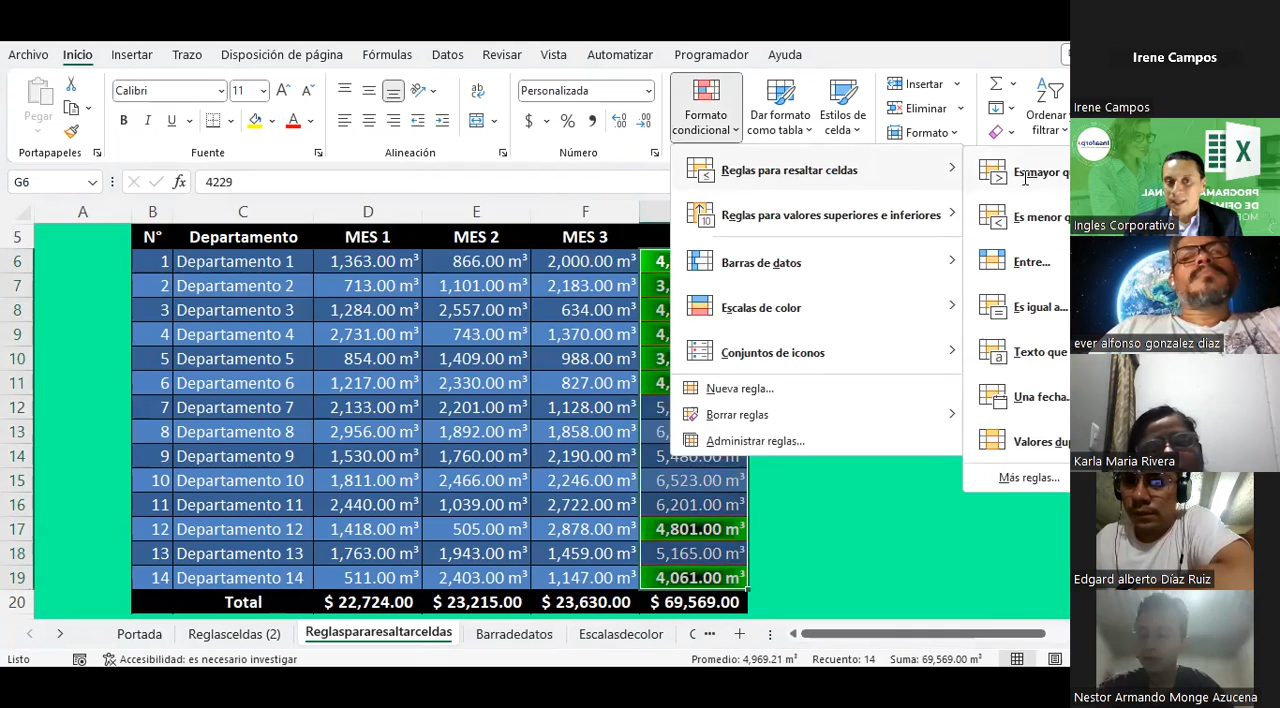 Archivo Inicio Insertar Trazo Disposición de página Fórmulas Datos Revisar Vista Automatizar Programador Ayuda
Pegar
Calibri 11
Personalizada
Formato condicional
Dar formato como tabla
Estilos de celda
Insertar
Eliminar
Formato
Ordenar filtrar
Portapapeles Fuente Alineación Número
G6 fx 4229
A B C D E F
5 N° Departamento MES 1 MES 2 MES 3
6 1 Departamento 1 1,363.00 m³ 866.00 m³ 2,000.00 m³ 4,
7 2 Departamento 2 713.00 m³ 1,101.00 m³ 2,183.00 m³ 3,
8 3 Departamento 3 1,284.00 m³ 2,557.00 m³ 634.00 m³ 4,
9 4 Departamento 4 2,731.00 m³ 743.00 m³ 1,370.00 m³ 4,
10 5 Departamento 5 854.00 m³ 1,409.00 m³ 988.00 m³ 3,
11 6 Departamento 6 1,217.00 m³ 2,330.00 m³ 827.00 m³ 4,
12 7 Departamento 7 2,133.00 m³ 2,201.00 m³ 1,128.00 m³ 5,
13 8 Departamento 8 2,956.00 m³ 1,892.00 m³ 1,858.00 m³ 6,
14 9 Departamento 9 1,530.00 m³ 1,760.00 m³ 2,190.00 m³ 5,480.00 m³
15 10 Departamento 10 1,811.00 m³ 2,466.00 m³ 2,246.00 m³ 6,523.00 m³
16 11 Departamento 11 2,440.00 m³ 1,039.00 m³ 2,722.00 m³ 6,201.00 m³
17 12 Departamento 12 1,418.00 m³ 505.00 m³ 2,878.00 m³ 4,801.00 m³
18 13 Departamento 13 1,763.00 m³ 1,943.00 m³ 1,459.00 m³ 5,165.00 m³
19 14 Departamento 14 511.00 m³ 2,403.00 m³ 1,147.00 m³ 4,061.00 m³
20 Total $ 22,724.00 $ 23,215.00 $ 23,630.00 $ 69,569.00
Reglas para resaltar celdas
Reglas para valores superiores e inferiores
Barras de datos
Escalas de color
Conjuntos de iconos
Nueva regla...
Borrar reglas
Administrar reglas...
Es mayor q
Es menor q
Entre...
Es igual a...
Texto que
Una fecha.
Valores dup
Más reglas...
Portada Reglasceldas (2) Reglaspararesaltarceldas Barradedatos Escalasdecolor C ...
Listo Accesibilidad: es necesario investigar Promedio: 4,969.21 m³ Recuento: 14 Suma: 69,569.00 m³
Irene Campos
Irene Campos
Ingles Corporativo
ever alfonso gonzalez diaz
Karla Maria Rivera
Edgard alberto Díaz Ruiz
Nestor Armando Monge Azucena